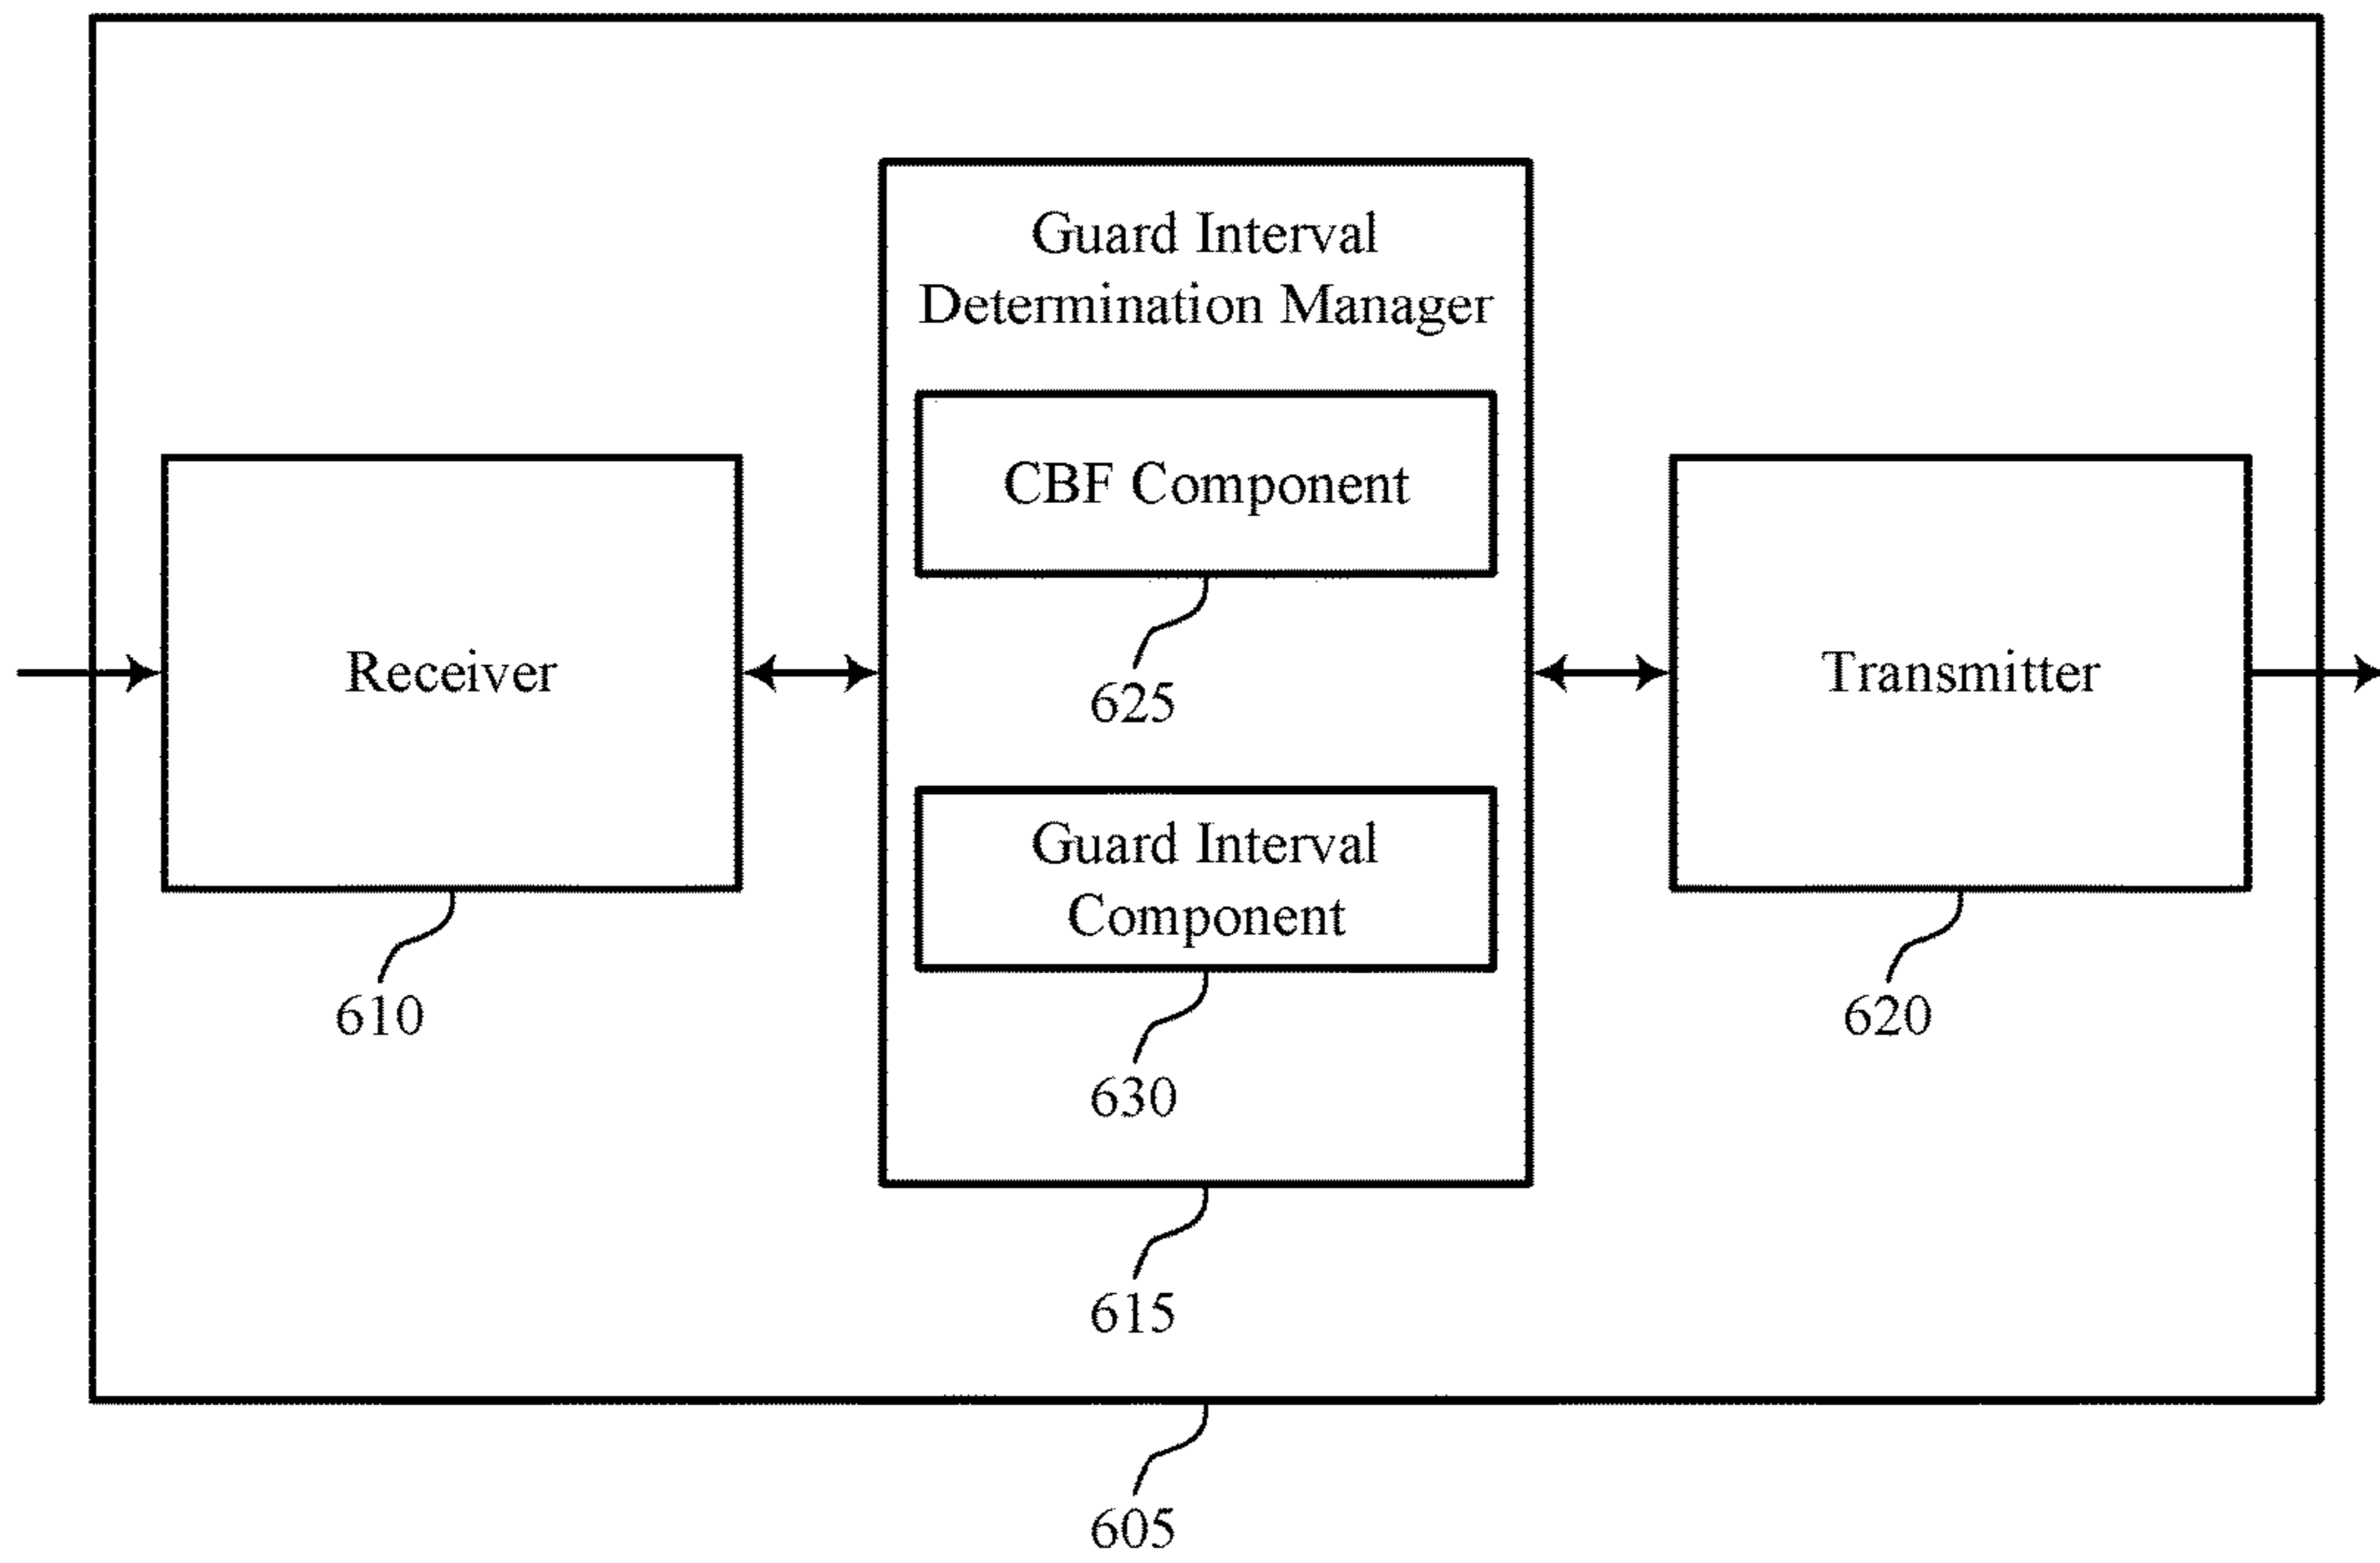 Guard Interval
Determination Manager
CBF Component
625
Receiver
Transmitter
Guard Interval
Component
610
630
620
615
605